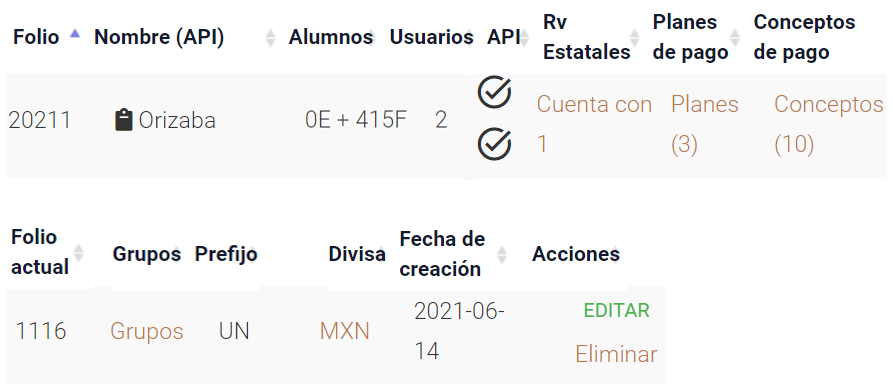 Folio Nombre (API) Alumnos Usuarios API Rv Estatales Planes de pago Conceptos de pago
20211 Orizaba 0E + 415F 2 Cuenta con 1 Planes (3) Conceptos (10)
Folio actual Grupos Prefijo Divisa Fecha de creación Acciones
1116 Grupos UN MXN 2021-06-14 EDITAR
Eliminar